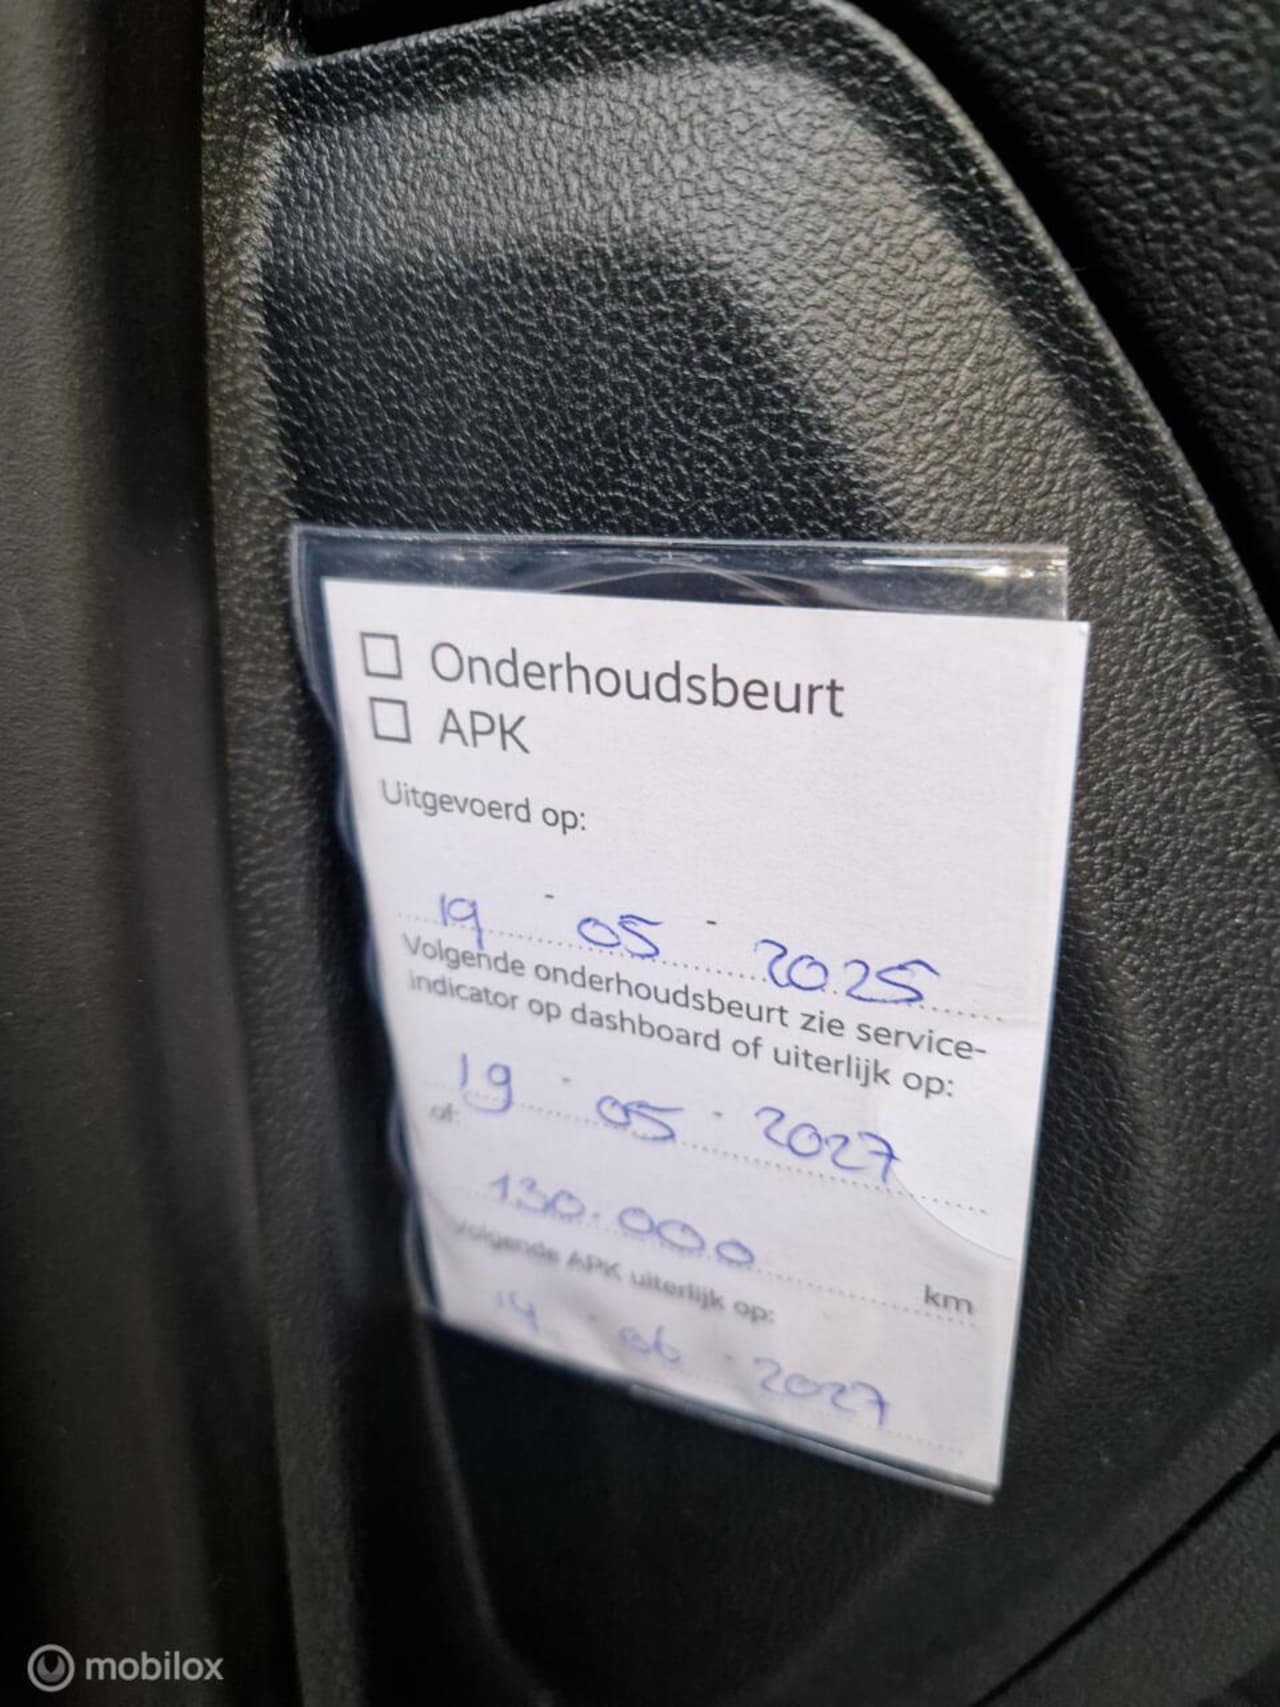 Onderhoudsbeurt
APK
Uitgevoerd op:
19 - 05 - 2025
Volgende onderhoudsbeurt zie service-
indicator op dashboard of uiterlijk op:
19 - 05 - 2027
of:
130.000 km
Volgende APK uiterlijk op:
14 - 06 - 2027
mobilox